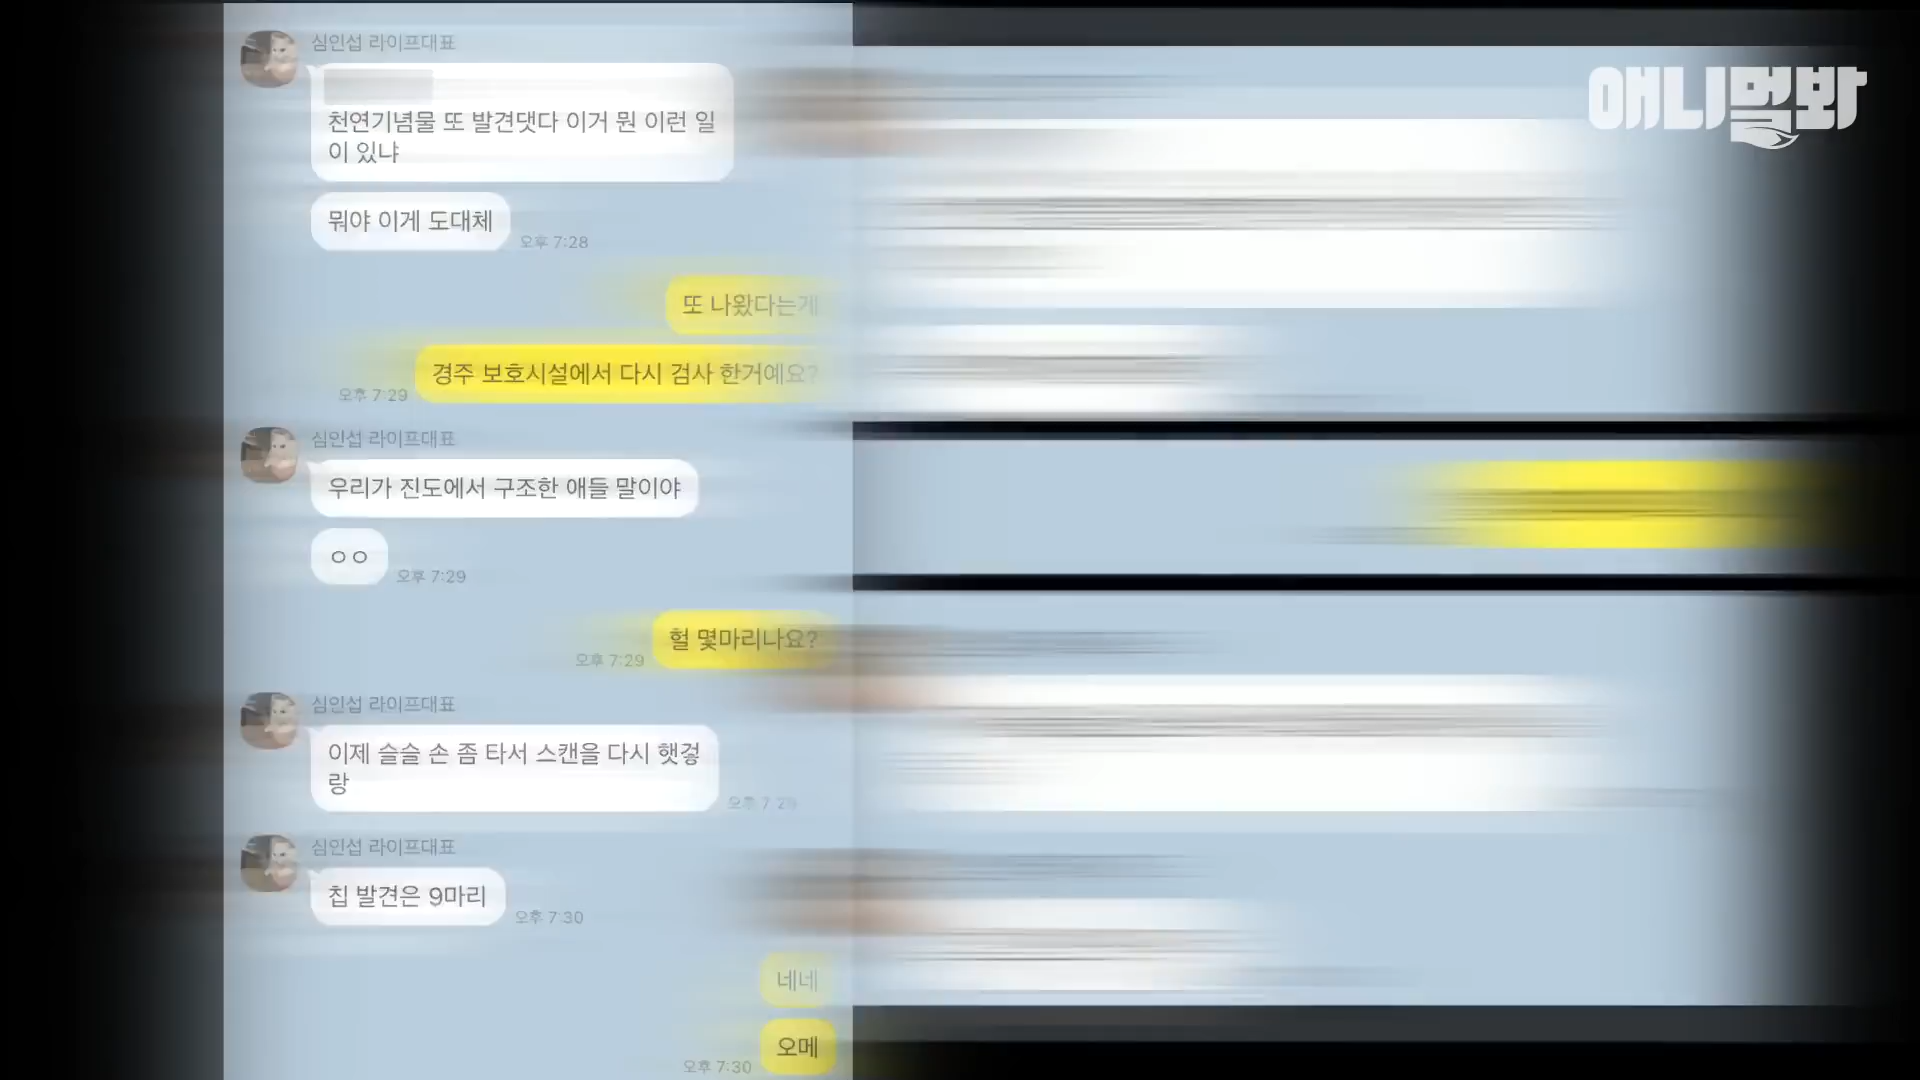 심인섭 라이프대표
애니멀봐
천연기념물 또 발견댓다 이거 뭔 이런 일
이 있냐
뭐야 이게 도대체
오후 7:28
또 나왔다는게
경주 보호시설에서 다시 검사 한거예요?
오후 7:29
심인섭 라이프대표
우리가 진도에서 구조한 애들 말이야
ㅇㅇ
오후 7:29
헐 몇마리나요?
오후 7:29
심인섭 라이프대표
이제 슬슬 손 좀 타서 스캔을 다시 햇겋
랑
오후 7:29
심인섭 라이프대표
칩 발견은 9마리
오후 7:30
네네
오메
오후 7:30